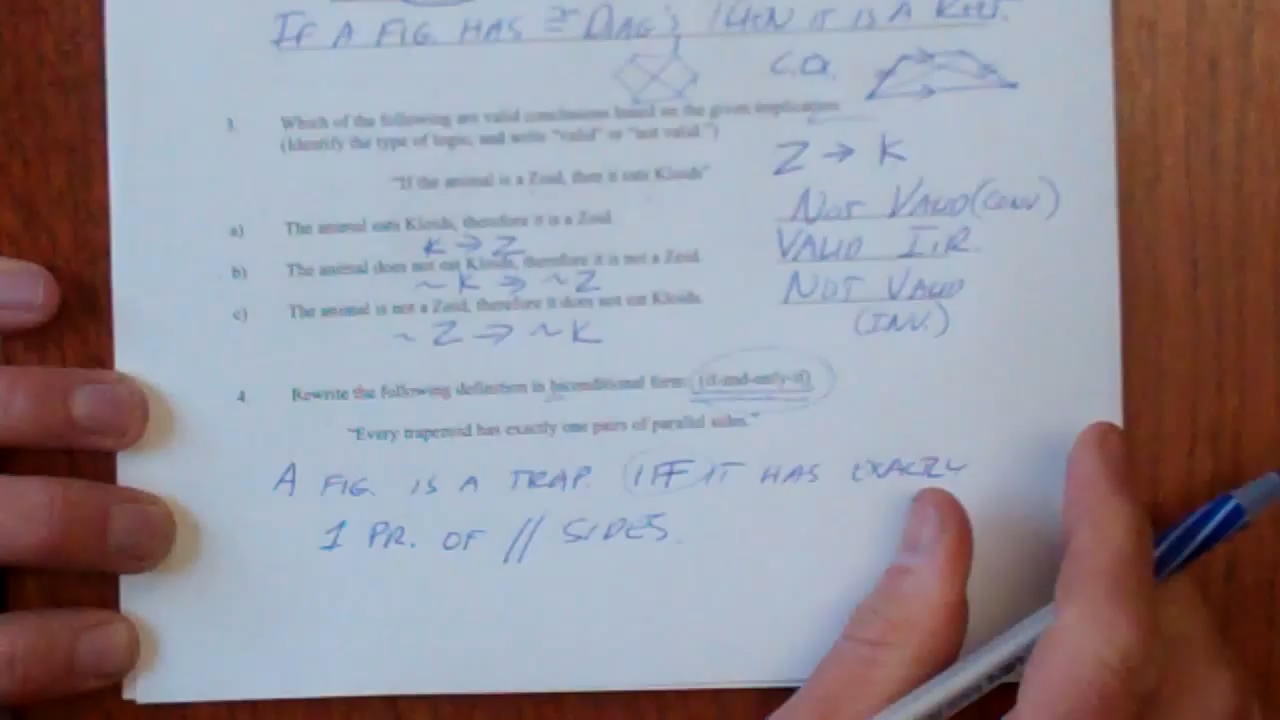 IF A FIG. HAS ≅ DIAG'S, THEN IT IS A
C.O.
3. Which of the following are valid conclusions based on the given implication.
(Identify the type of logic, and write "valid" or "not valid.")
Z → K
"If the animal is a Zoid, then it eats Kloids"
NOT VALID (CONV)
a) The animal eats Kloids, therefore it is a Zoid.
K → Z
VALID I.R.
b) The animal does not eat Kloids, therefore it is not a Zoid.
~K → ~Z
NOT VALID
c) The animal is not a Zoid, therefore it does not eat Kloids.
(INV.)
~Z → ~K
4. Rewrite the following definition in biconditional form (if-and-only-if)
"Every trapezoid has exactly one pairs of parallel sides."
A FIG. IS A TRAP. IFF IT HAS EXACTLY
1 PR. OF // SIDES.